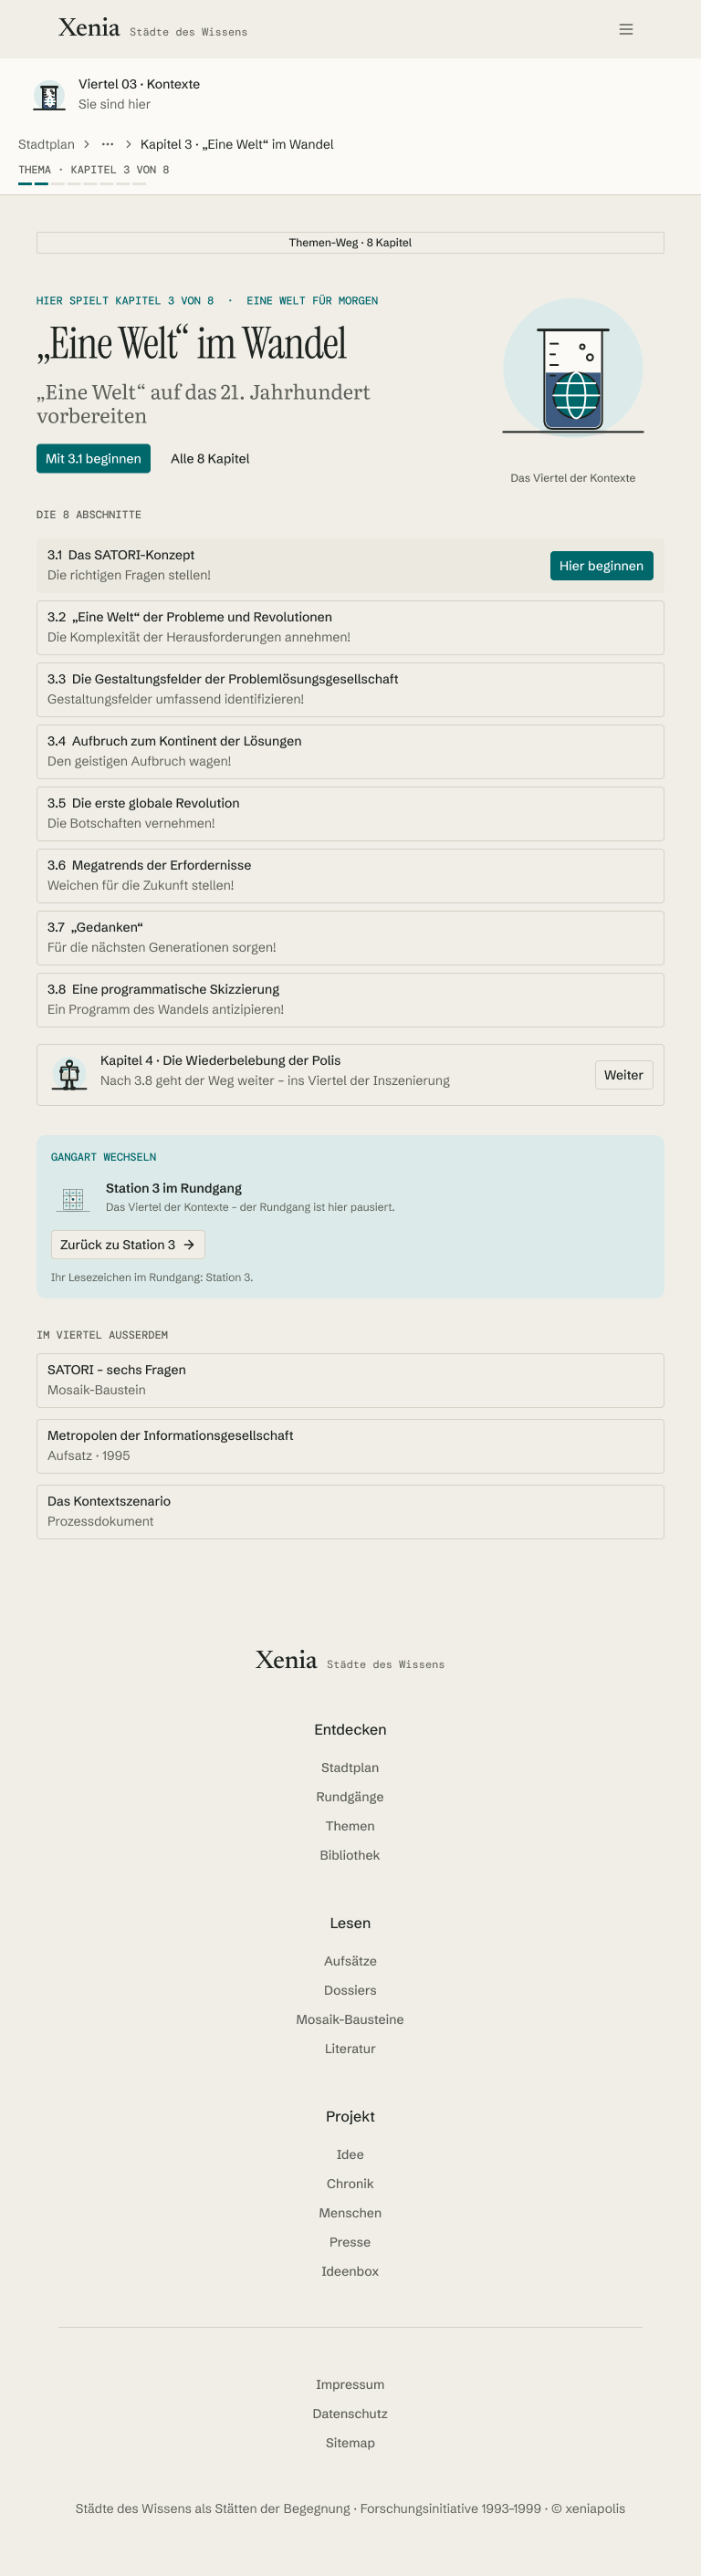 Xenia Städte des Wissens
Viertel 03 · Kontexte
Sie sind hier
Stadtplan > ··· > Kapitel 3 · „Eine Welt“ im Wandel
THEMA · KAPITEL 3 VON 8
Themen-Weg · 8 Kapitel
HIER SPIELT KAPITEL 3 VON 8 · EINE WELT FÜR MORGEN
„Eine Welt“ im Wandel
„Eine Welt“ auf das 21. Jahrhundert
vorbereiten
Mit 3.1 beginnen
Alle 8 Kapitel
Das Viertel der Kontexte
DIE 8 ABSCHNITTE
3.1 Das SATORI-Konzept
Die richtigen Fragen stellen!
Hier beginnen
3.2 „Eine Welt“ der Probleme und Revolutionen
Die Komplexität der Herausforderungen annehmen!
3.3 Die Gestaltungsfelder der Problemlösungsgesellschaft
Gestaltungsfelder umfassend identifizieren!
3.4 Aufbruch zum Kontinent der Lösungen
Den geistigen Aufbruch wagen!
3.5 Die erste globale Revolution
Die Botschaften vernehmen!
3.6 Megatrends der Erfordernisse
Weichen für die Zukunft stellen!
3.7 „Gedanken“
Für die nächsten Generationen sorgen!
3.8 Eine programmatische Skizzierung
Ein Programm des Wandels antizipieren!
Kapitel 4 · Die Wiederbelebung der Polis
Nach 3.8 geht der Weg weiter – ins Viertel der Inszenierung
Weiter
GANGART WECHSELN
Station 3 im Rundgang
Das Viertel der Kontexte – der Rundgang ist hier pausiert.
Zurück zu Station 3 →
Ihr Lesezeichen im Rundgang: Station 3.
IM VIERTEL AUSSERDEM
SATORI – sechs Fragen
Mosaik-Baustein
Metropolen der Informationsgesellschaft
Aufsatz · 1995
Das Kontextszenario
Prozessdokument
Xenia Städte des Wissens
Entdecken
Stadtplan
Rundgänge
Themen
Bibliothek
Lesen
Aufsätze
Dossiers
Mosaik-Bausteine
Literatur
Projekt
Idee
Chronik
Menschen
Presse
Ideenbox
Impressum
Datenschutz
Sitemap
Städte des Wissens als Stätten der Begegnung · Forschungsinitiative 1993–1999 · © xeniapolis